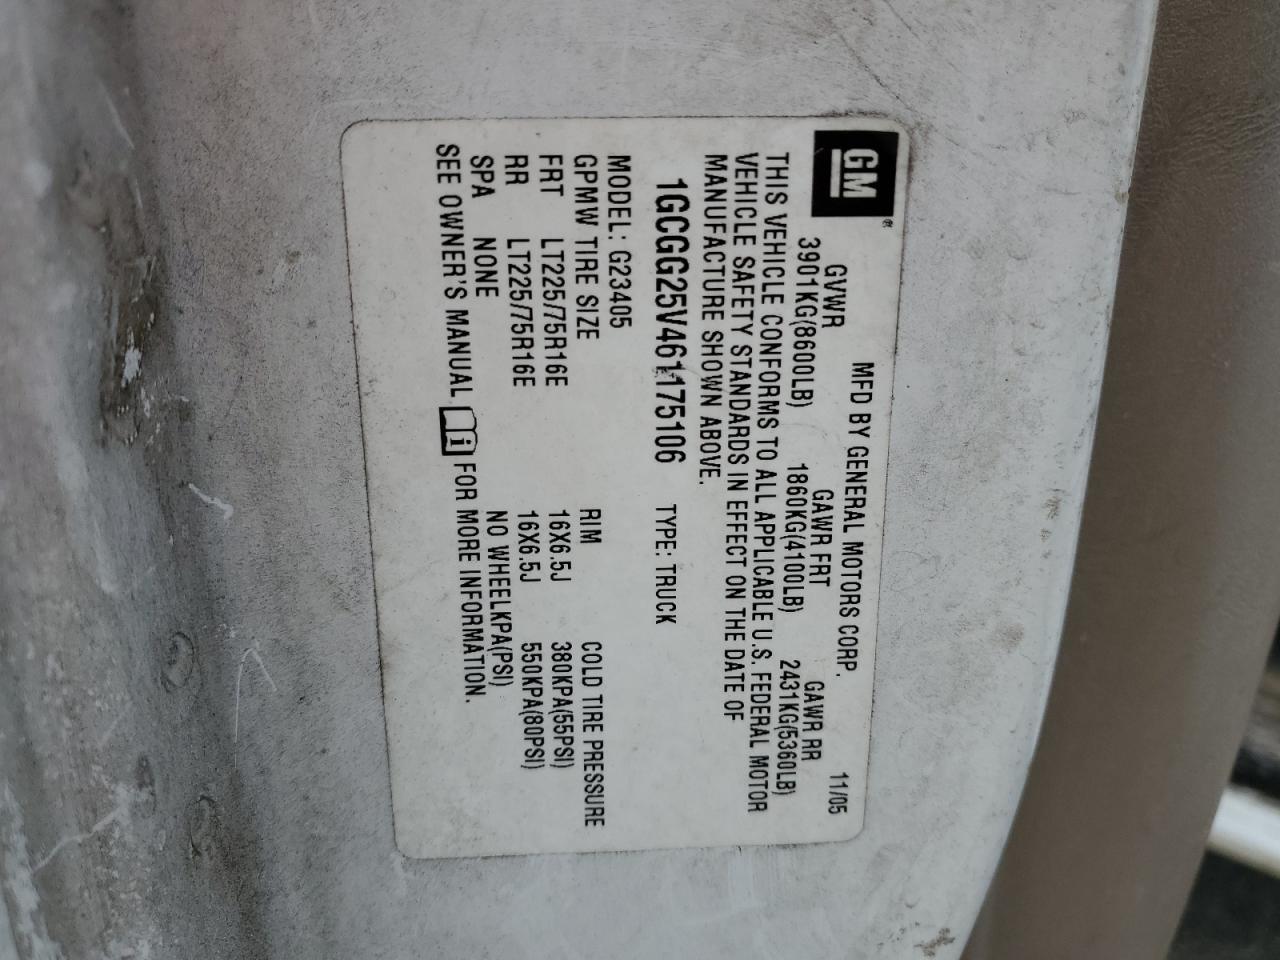 GM®
MFD BY GENERAL MOTORS CORP. 11/05
GVWR GAWR FRT GAWR RR
3901KG(8600LB) 1860KG(4100LB) 2431KG(5360LB)
THIS VEHICLE CONFORMS TO ALL APPLICABLE U.S. FEDERAL MOTOR
VEHICLE SAFETY STANDARDS IN EFFECT ON THE DATE OF
MANUFACTURE SHOWN ABOVE.
1GCGG25V461175106 TYPE: TRUCK
MODEL: G23405
GPMW TIRE SIZE RIM COLD TIRE PRESSURE
FRT LT225/75R16E 16X6.5J 380KPA(55PSI)
RR LT225/75R16E 16X6.5J 550KPA(80PSI)
SPA NONE NO WHEELKPA(PSI)
SEE OWNER'S MANUAL i FOR MORE INFORMATION.